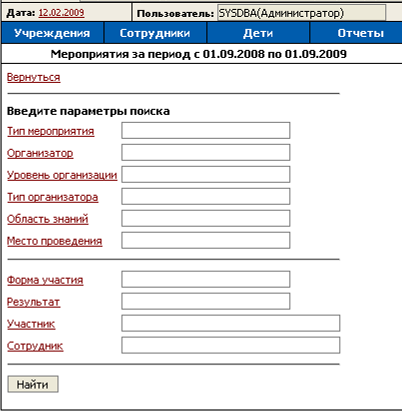 Дата: 12.02.2009 Пользователь: SYSDBA(Администратор)
Учреждения Сотрудники Дети Отчеты
Мероприятия за период с 01.09.2008 по 01.09.2009
Вернуться
Введите параметры поиска
Тип мероприятия
Организатор
Уровень организации
Тип организатора
Область знаний
Место проведения
Форма участия
Результат
Участник
Сотрудник
Найти